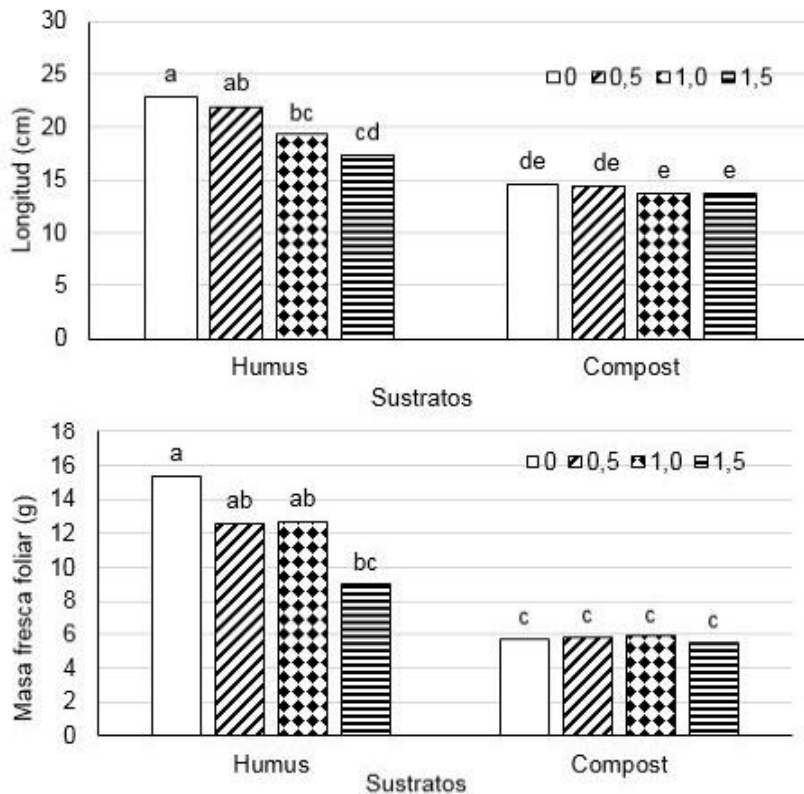 30
a
ab
bc
cd
de
de
e
e
0 0,5 1,0 1,5
25
20
15
10
5
0
Longitud (cm)
Humus Compost
Sustratos
18
a
ab
ab
bc
c
c
c
c
0 0,5 1,0 1,5
16
14
12
10
8
6
4
2
0
Masa fresca foliar (g)
Humus Compost
Sustratos